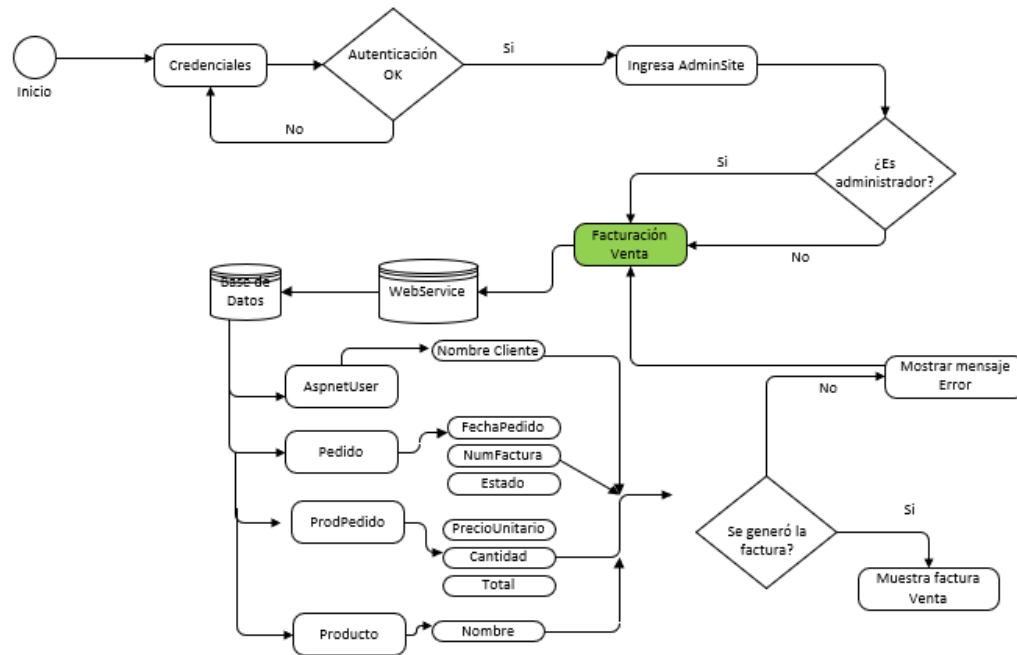 Inicio
Credenciales
Autenticación
OK
Si
No
Ingresa AdminSite
¿Es
administrador?
Si
No
Facturación
Venta
WebService
Base de
Datos
AspnetUser
Nombre Cliente
Pedido
FechaPedido
NumFactura
Estado
ProdPedido
PrecioUnitario
Cantidad
Total
Producto
Nombre
Mostrar mensaje
Error
No
Se generó la
factura?
Si
Muestra factura
Venta